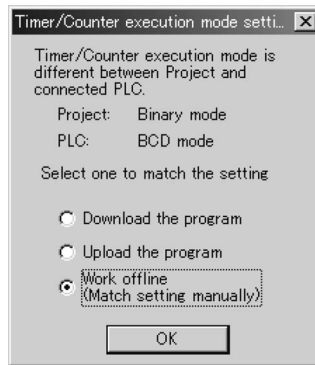 Timer/Counter execution mode setti...
Timer/Counter execution mode is
different between Project and
connected PLC.
Project: Binary mode
PLC: BCD mode
Select one to match the setting
Download the program
Upload the program
Work offline
(Match setting manually)
OK